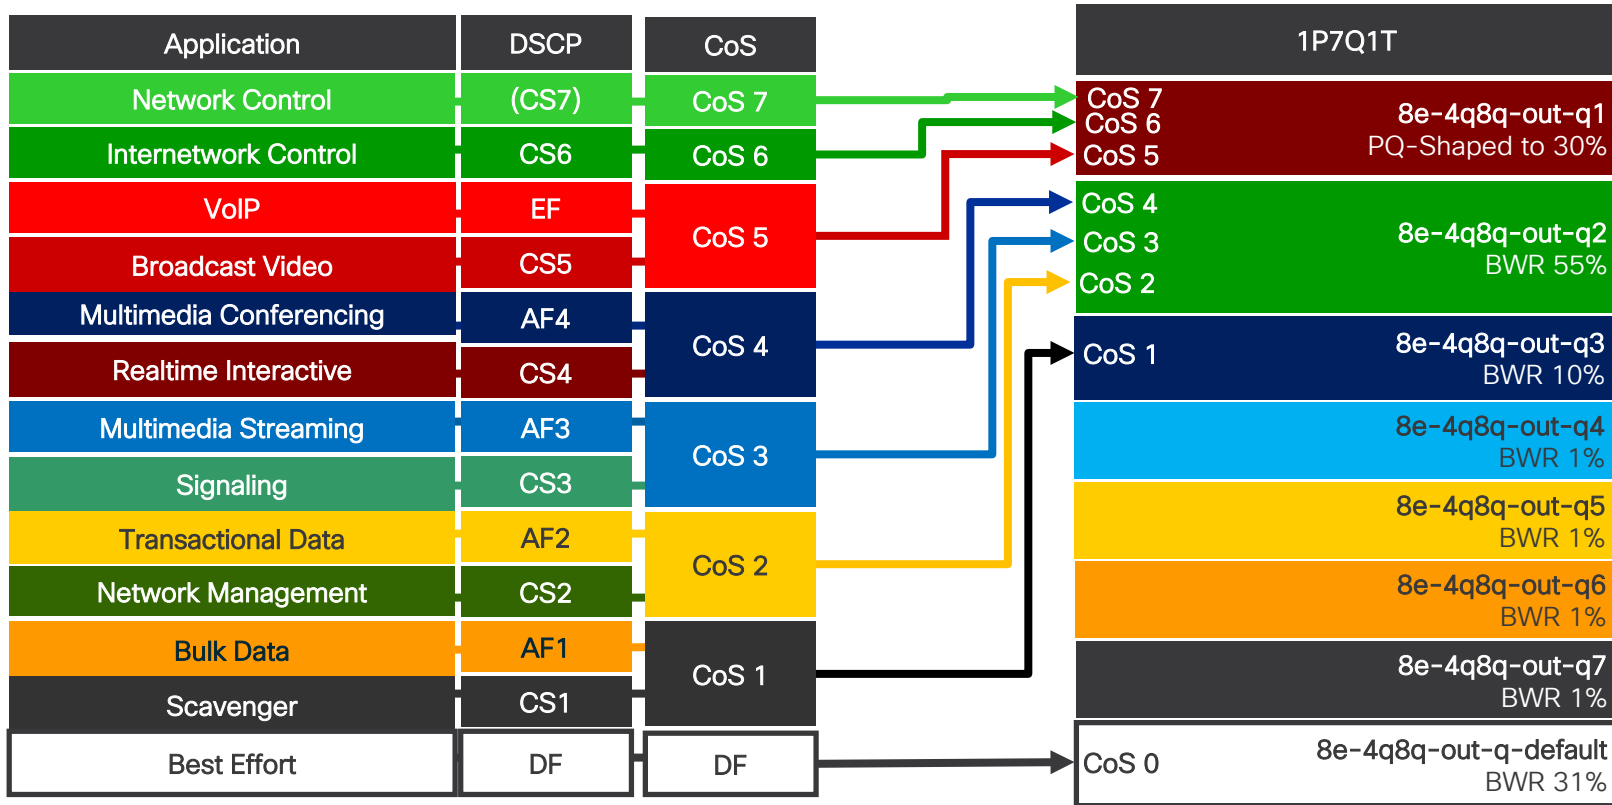 Application
DSCP
CoS
1P7Q1T
Network Control
(CS7)
CoS 7
Internetwork Control
CS6
CoS 6
VoIP
EF
CoS 5
Broadcast Video
CS5
Multimedia Conferencing
AF4
CoS 4
Realtime Interactive
CS4
Multimedia Streaming
AF3
CoS 3
Signaling
CS3
Transactional Data
AF2
CoS 2
Network Management
CS2
Bulk Data
AF1
CoS 1
Scavenger
CS1
Best Effort
DF
DF
CoS 7
CoS 6
CoS 5
8e-4q8q-out-q1
PQ-Shaped to 30%
CoS 4
CoS 3
CoS 2
8e-4q8q-out-q2
BWR 55%
CoS 1
8e-4q8q-out-q3
BWR 10%
8e-4q8q-out-q4
BWR 1%
8e-4q8q-out-q5
BWR 1%
8e-4q8q-out-q6
BWR 1%
8e-4q8q-out-q7
BWR 1%
CoS 0
8e-4q8q-out-q-default
BWR 31%